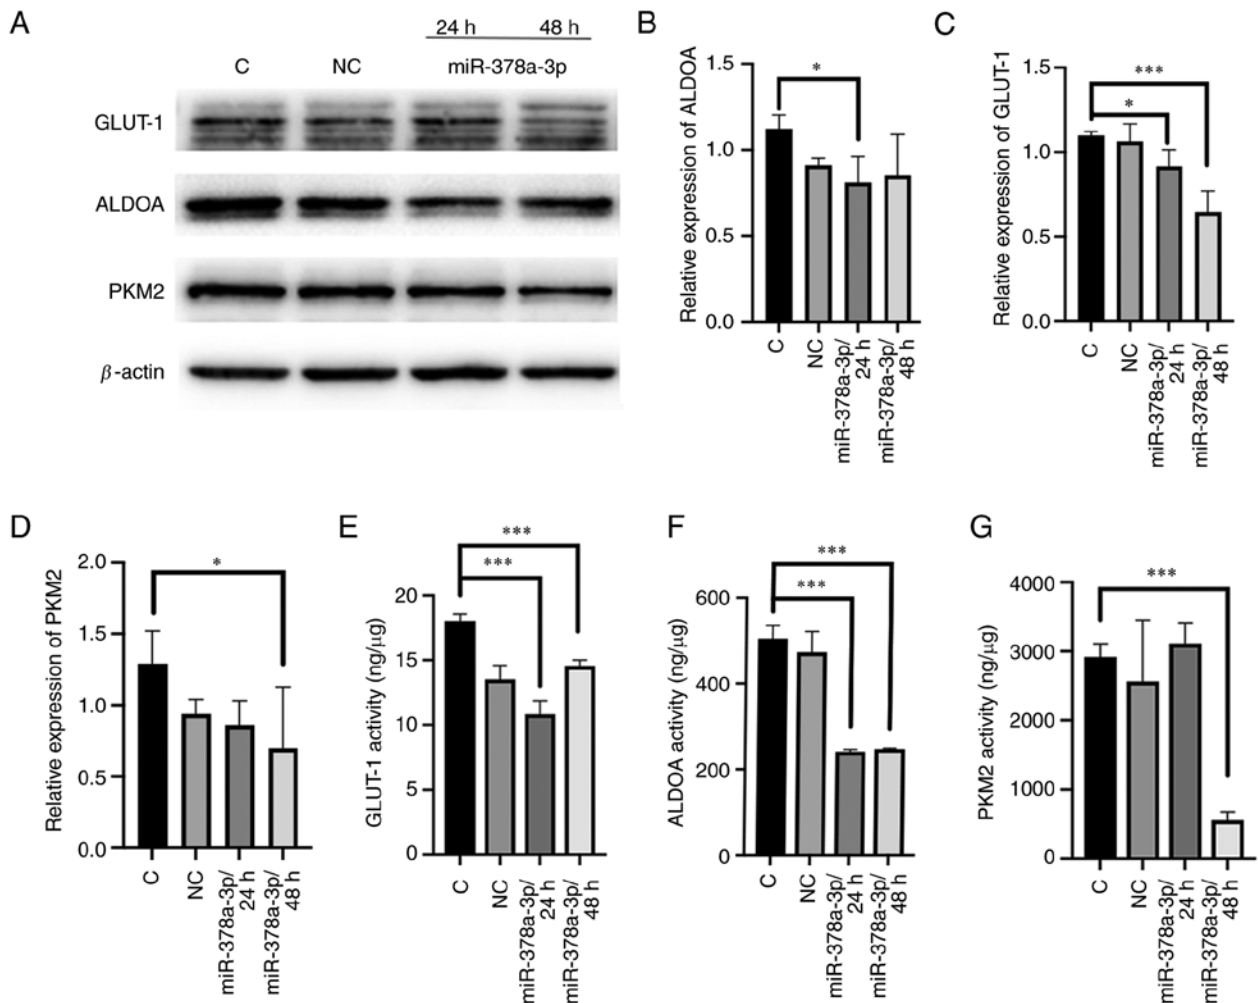 A
24 h 48 h
C NC miR-378a-3p
GLUT-1
ALDOA
PKM2
β-actin
B
Relative expression of ALDOA
1.5
1.0
0.5
0.0
*
C
NC
miR-378a-3p/
24 h
miR-378a-3p/
48 h
C
Relative expression of GLUT-1
1.5
1.0
0.5
0.0
***
*
C
NC
miR-378a-3p/
24 h
miR-378a-3p/
48 h
D
Relative expression of PKM2
2.0
1.5
1.0
0.5
0.0
*
C
NC
miR-378a-3p/
24 h
miR-378a-3p/
48 h
E
GLUT-1 activity (ng/μg)
20
15
10
5
0
***
***
C
NC
miR-378a-3p/
24 h
miR-378a-3p/
48 h
F
ALDOA activity (ng/μg)
600
400
200
0
***
***
C
NC
miR-378a-3p/
24 h
miR-378a-3p/
48 h
G
PKM2 activity (ng/μg)
4000
3000
2000
1000
0
***
C
NC
miR-378a-3p/
24 h
miR-378a-3p/
48 h